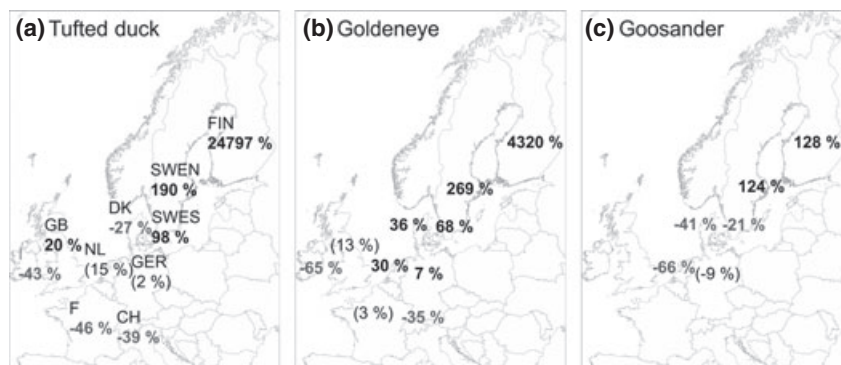 (a) Tufted duck
FIN
24797 %
SWEN
190 %
DK
-27 %
SWES
98 %
GB
20 %
NL
(15 %)
GER
(2 %)
-43 %
F
-46 %
CH
-39 %
(b) Goldeneye
4320 %
269 %
36 %
68 %
(13 %)
-65 %
30 %
7 %
(3 %)
-35 %
(c) Goosander
128 %
124 %
-41 %
-21 %
-66 %
(-9 %)